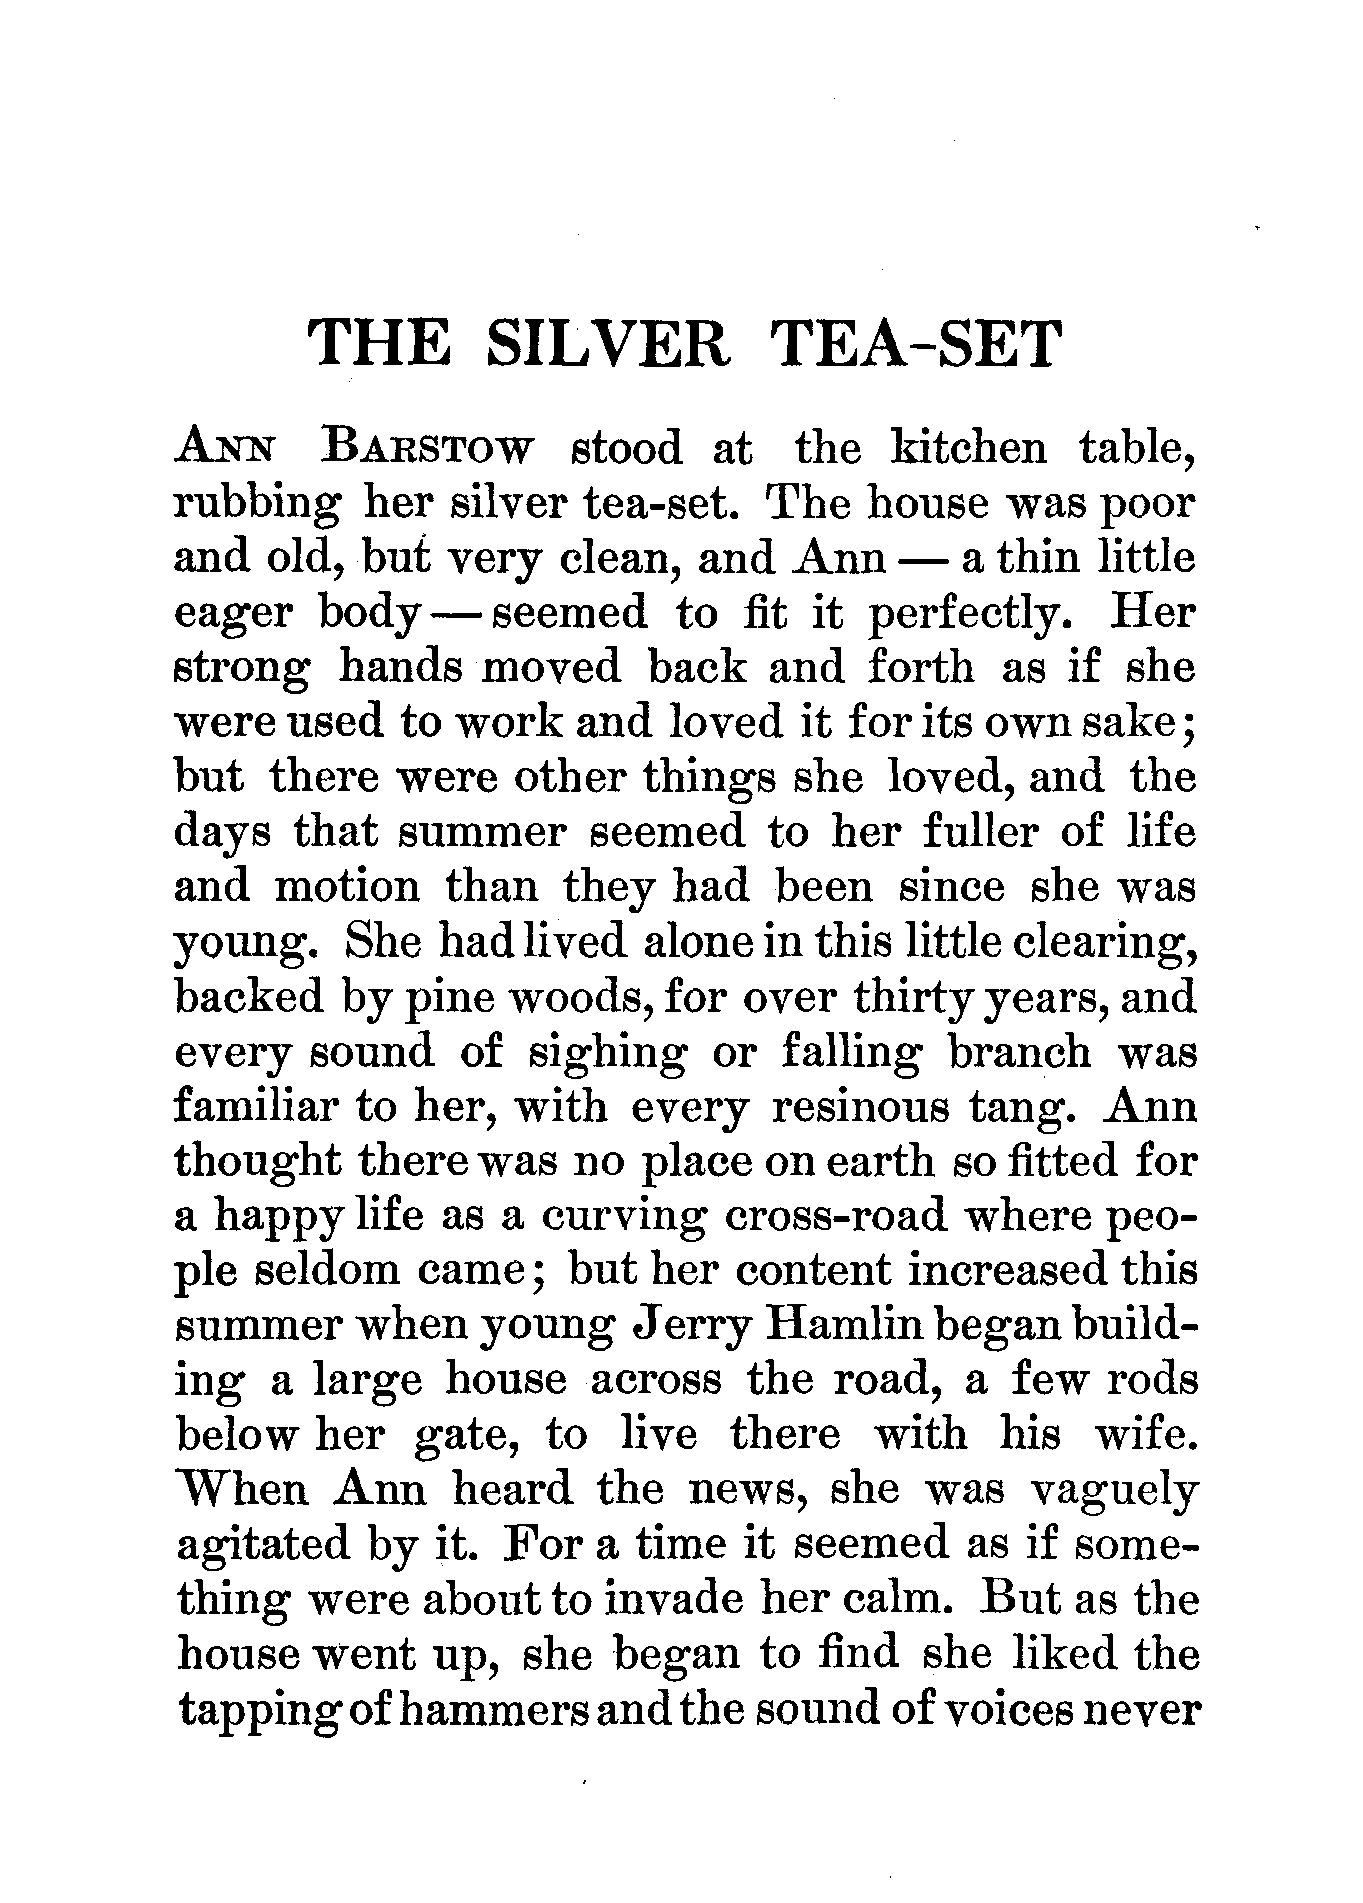 THE SILVER TEA-SET
Ann Barstow stood at the kitchen table,
rubbing her silver tea-set. The house was poor
and old, but very clean, and Ann — a thin little
eager body — seemed to fit it perfectly. Her
strong hands moved back and forth as if she
were used to work and loved it for its own sake;
but there were other things she loved, and the
days that summer seemed to her fuller of life
and motion than they had been since she was
young. She had lived alone in this little clearing,
backed by pine woods, for over thirty years, and
every sound of sighing or falling branch was
familiar to her, with every resinous tang. Ann
thought there was no place on earth so fitted for
a happy life as a curving cross-road where peo-
ple seldom came; but her content increased this
summer when young Jerry Hamlin began build-
ing a large house across the road, a few rods
below her gate, to live there with his wife.
When Ann heard the news, she was vaguely
agitated by it. For a time it seemed as if some-
thing were about to invade her calm. But as the
house went up, she began to find she liked the
tapping of hammers and the sound of voices never